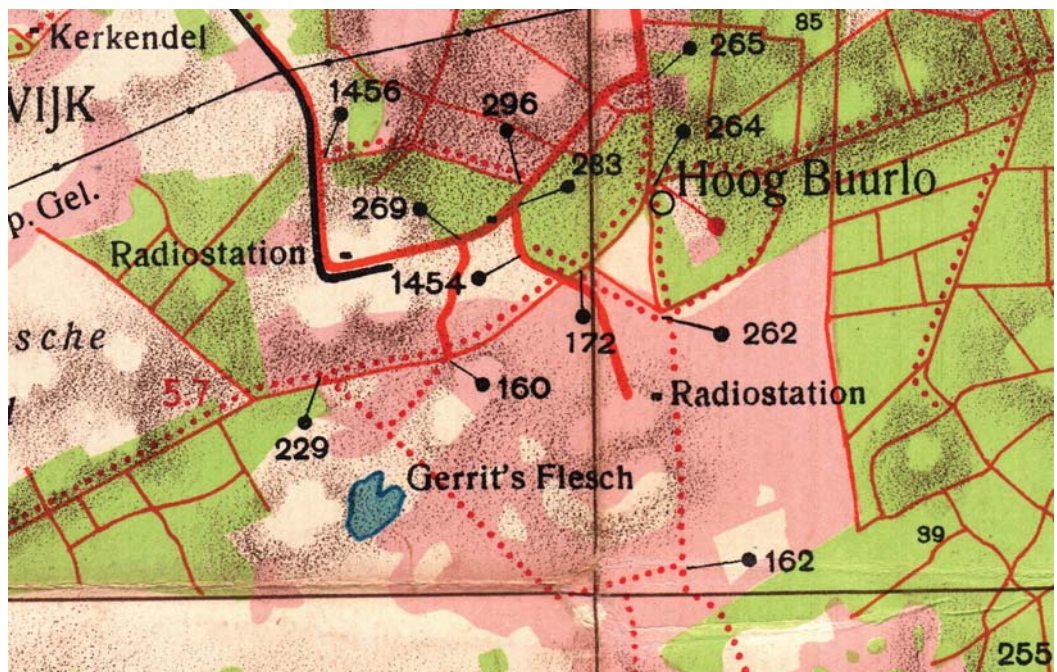 85
Kerkendel
265
VIJK
1456
296
264
283
Hoog Buurlo
p. Gel.
269
Radiostation
1454
sche
172
262
5.7
160
Radiostation
229
Gerrit's Flesch
39
162
255